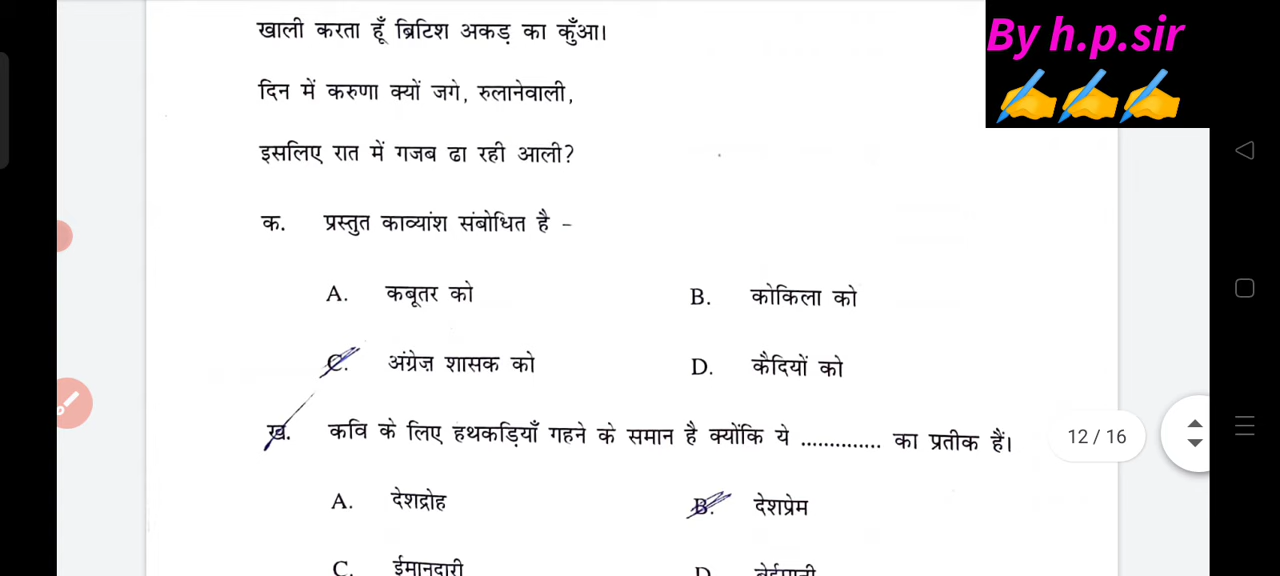 खाली करता हूँ ब्रिटिश अकड़ का कुँआ।
By h.p.sir
दिन में करुणा क्यों जगे, रुलानेवाली,
इसलिए रात में गजब ढा रही आली?
क. प्रस्तुत काव्यांश संबोधित है -
A. कबूतर को B. कोकिला को
C. अंग्रेज़ शासक को D. कैदियों को
ख. कवि के लिए हथकड़ियाँ गहने के समान है क्योंकि ये .............. का प्रतीक हैं।
12 / 16
A. देशद्रोह B. देशप्रेम
C. ईमानदारी D. बेईमानी